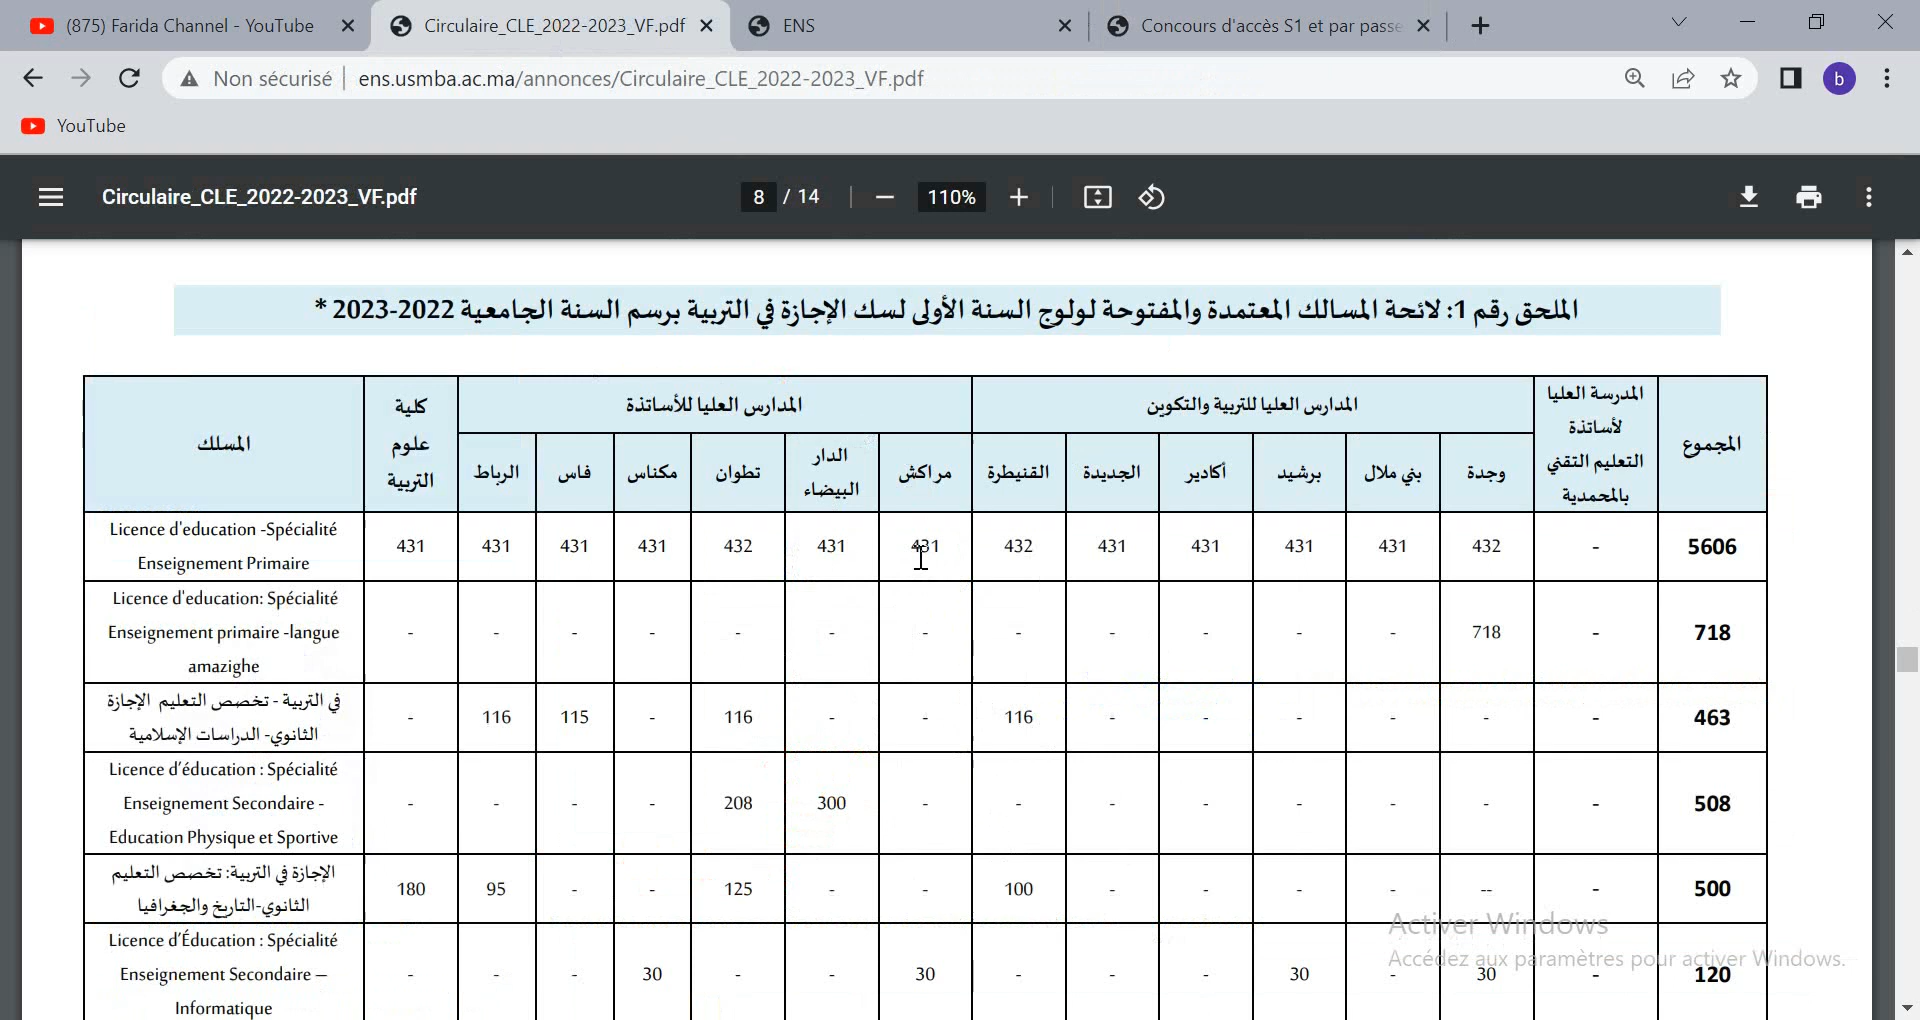 (875) Farida Channel - YouTube
Circulaire_CLE_2022-2023_VF.pdf
ENS
Concours d'accès S1 et par passe
Non sécurisé
ens.usmba.ac.ma/annonces/Circulaire_CLE_2022-2023_VF.pdf
b
YouTube
Circulaire_CLE_2022-2023_VF.pdf
8 / 14
110%
الملحق رقم 1: لائحة المسالك المعتمدة والمفتوحة لولوج السنة الأولى لسك الإجازة في التربية برسم السنة الجامعية 2022-2023 *
المسلك
كلية
علوم
التربية
المدارس العليا للأساتذة
المدارس العليا للتربية والتكوين
المدرسة العليا
لأساتذة
التعليم التقني
بالمحمدية
المجموع
الرباط
فاس
مكناس
تطوان
الدار
البيضاء
مراكش
القنيطرة
الجديدة
أكادير
برشيد
بني ملال
وجدة
Licence d'education -Spécialité
Enseignement Primaire
431 431 431 431 432 431 431 432 431 431 431 431 432 - 5606
Licence d'education: Spécialité
Enseignement primaire -langue
amazighe
- - - - - - - - - - - - 718 - 718
في التربية - تخصص التعليم الإجازة
الثانوي- الدراسات الإسلامية
- 116 115 - 116 - - 116 - - - - - - 463
Licence d'éducation : Spécialité
Enseignement Secondaire -
Education Physique et Sportive
- - - - 208 300 - - - - - - - - 508
الإجازة في التربية: تخصص التعليم
الثانوي-التاريخ والجغرافيا
180 95 - - 125 - - 100 - - - - -- - 500
Licence d'Éducation : Spécialité
Enseignement Secondaire –
Informatique
- - - 30 - - 30 - - - 30 - 30 - 120
Activer Windows
Accédez aux paramètres pour activer Windows.